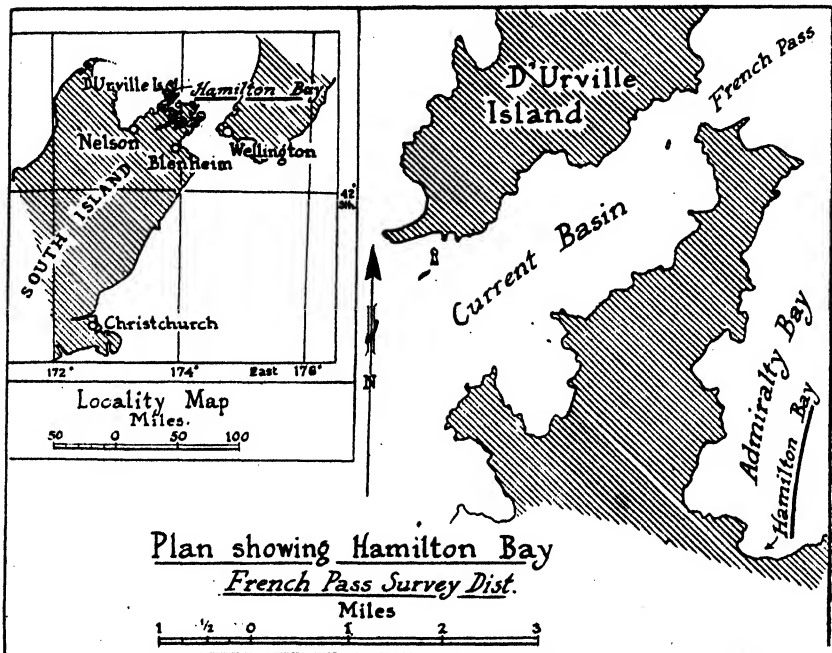 D'Urville Is.
Hamilton Bay
Nelson
Blenheim
Wellington
SOUTH ISLAND
42°
Sth.
Christchurch
172° 174° East 176°
Locality Map
Miles.
50 0 50 100
D'Urville
Island
French Pass
Current Basin
N
Admiralty Bay
Hamilton Bay
Plan showing Hamilton Bay
French Pass Survey Dist.
Miles
1 1/2 0 1 2 3